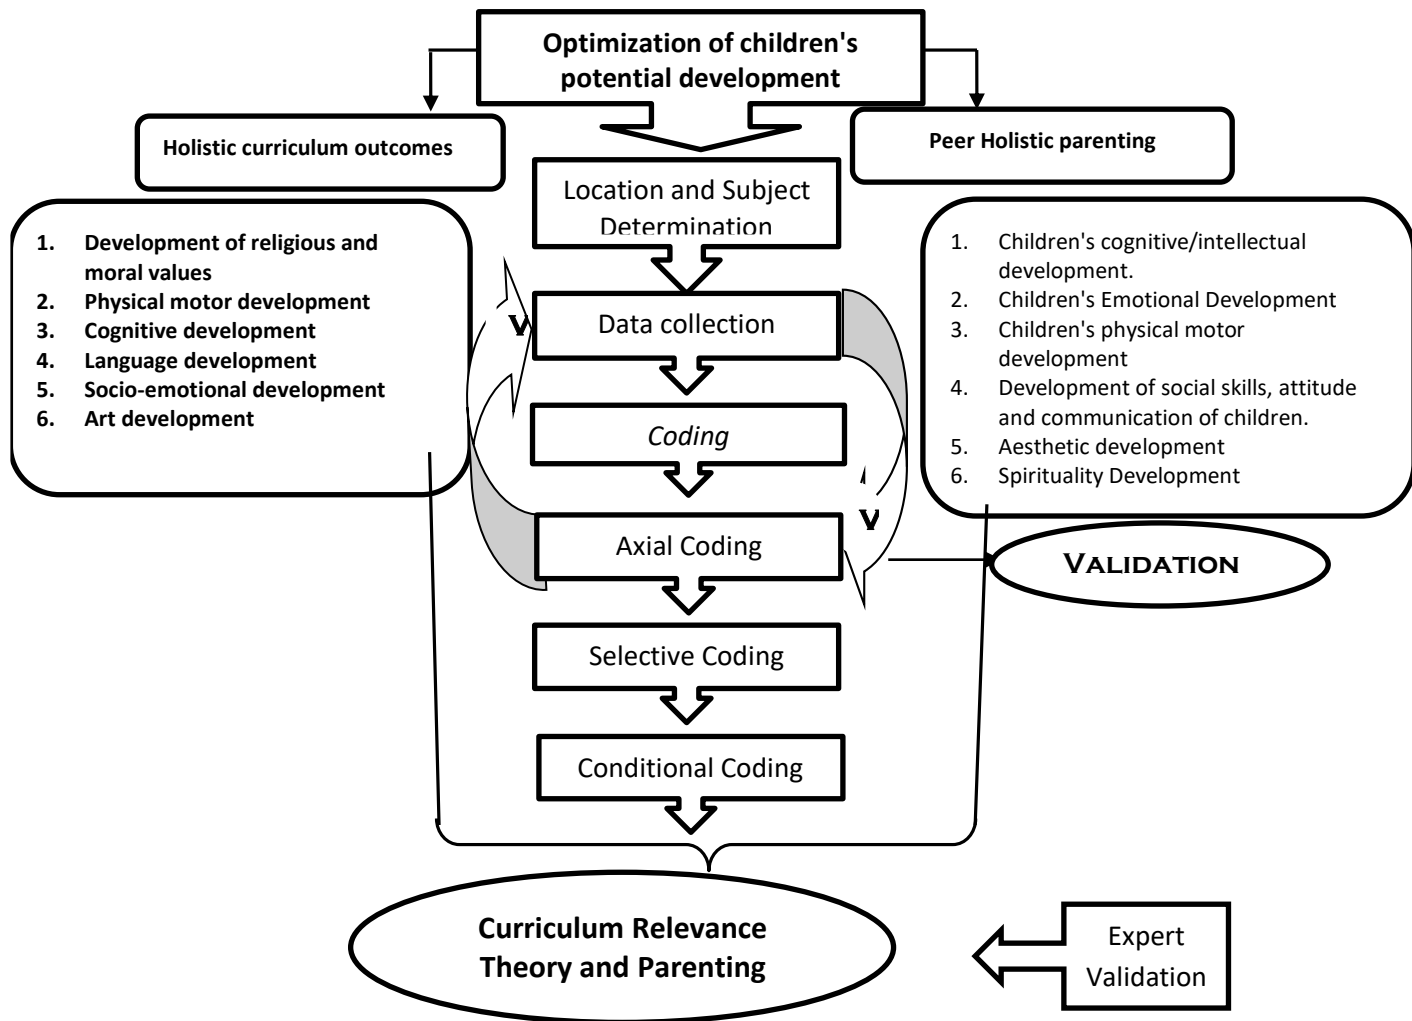 Optimization of children's
potential development
Holistic curriculum outcomes
Peer Holistic parenting
Location and Subject
Determination
1. Development of religious and
moral values
2. Physical motor development
3. Cognitive development
4. Language development
5. Socio-emotional development
6. Art development
1. Children's cognitive/intellectual
development.
2. Children's Emotional Development
3. Children's physical motor
development
4. Development of social skills, attitude
and communication of children.
5. Aesthetic development
6. Spirituality Development
V
Data collection
Coding
V
Axial Coding
VALIDATION
Selective Coding
Conditional Coding
Curriculum Relevance
Theory and Parenting
Expert
Validation